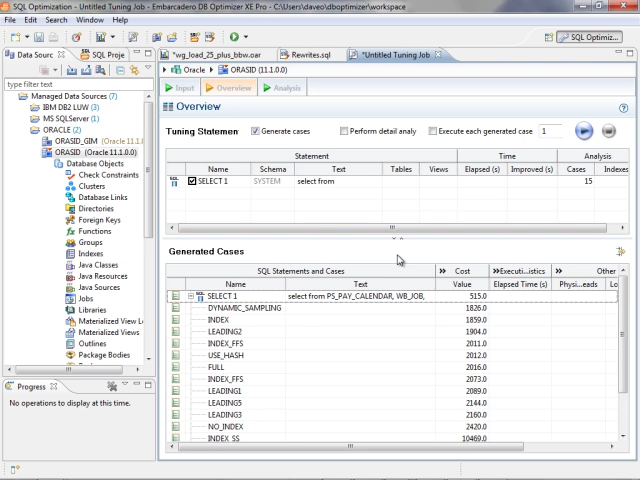 SQL Optimization - Untitled Tuning Job - Embarcadero DB Optimizer XE Pro - C:\Users\daveo\dboptimizer\workspace
File Edit Search Window Help
SQL Optimiz...
Data Sourc
SQL Proje
*wg_load_25_plus_bbw.oar
Rewrites.sql
*Untitled Tuning Job
type filter text
Managed Data Sources (7)
IBM DB2 LUW (3)
MS SQLServer (1)
ORACLE (2)
ORASID_GIM (Oracle 11.1.
ORASID (Oracle 11.1.0.0)
Database Objects
Check Constraints
Clusters
Database Links
Directories
Foreign Keys
Functions
Groups
Indexes
Java Classes
Java Resources
Java Sources
Jobs
Libraries
Materialized View L
Materialized Views
Outlines
Package Bodies
Progress
No operations to display at this time.
Oracle ORASID (11.1.0.0)
Input Overview Analysis
Overview
Tuning Statemen
Generate cases
Perform detail analy
Execute each generated case
1
Statement Time Analysis
Name Schema Text Tables Views Elapsed (s) Improved (s) Cases Indexes
SELECT 1 SYSTEM select from 15
Generated Cases
SQL Statements and Cases Cost Executi...istics Other
Name Text Value Elapsed Time (s) Physi...eads Lo
SELECT 1 select from PS_PAY_CALENDAR, WB_JOB, 515.0
DYNAMIC_SAMPLING 1826.0
INDEX 1859.0
LEADING2 1904.0
INDEX_FFS 2011.0
USE_HASH 2012.0
FULL 2016.0
INDEX_FFS 2073.0
LEADING1 2089.0
LEADING5 2144.0
LEADING3 2160.0
NO_INDEX 2420.0
INDEX_SS 10469.0